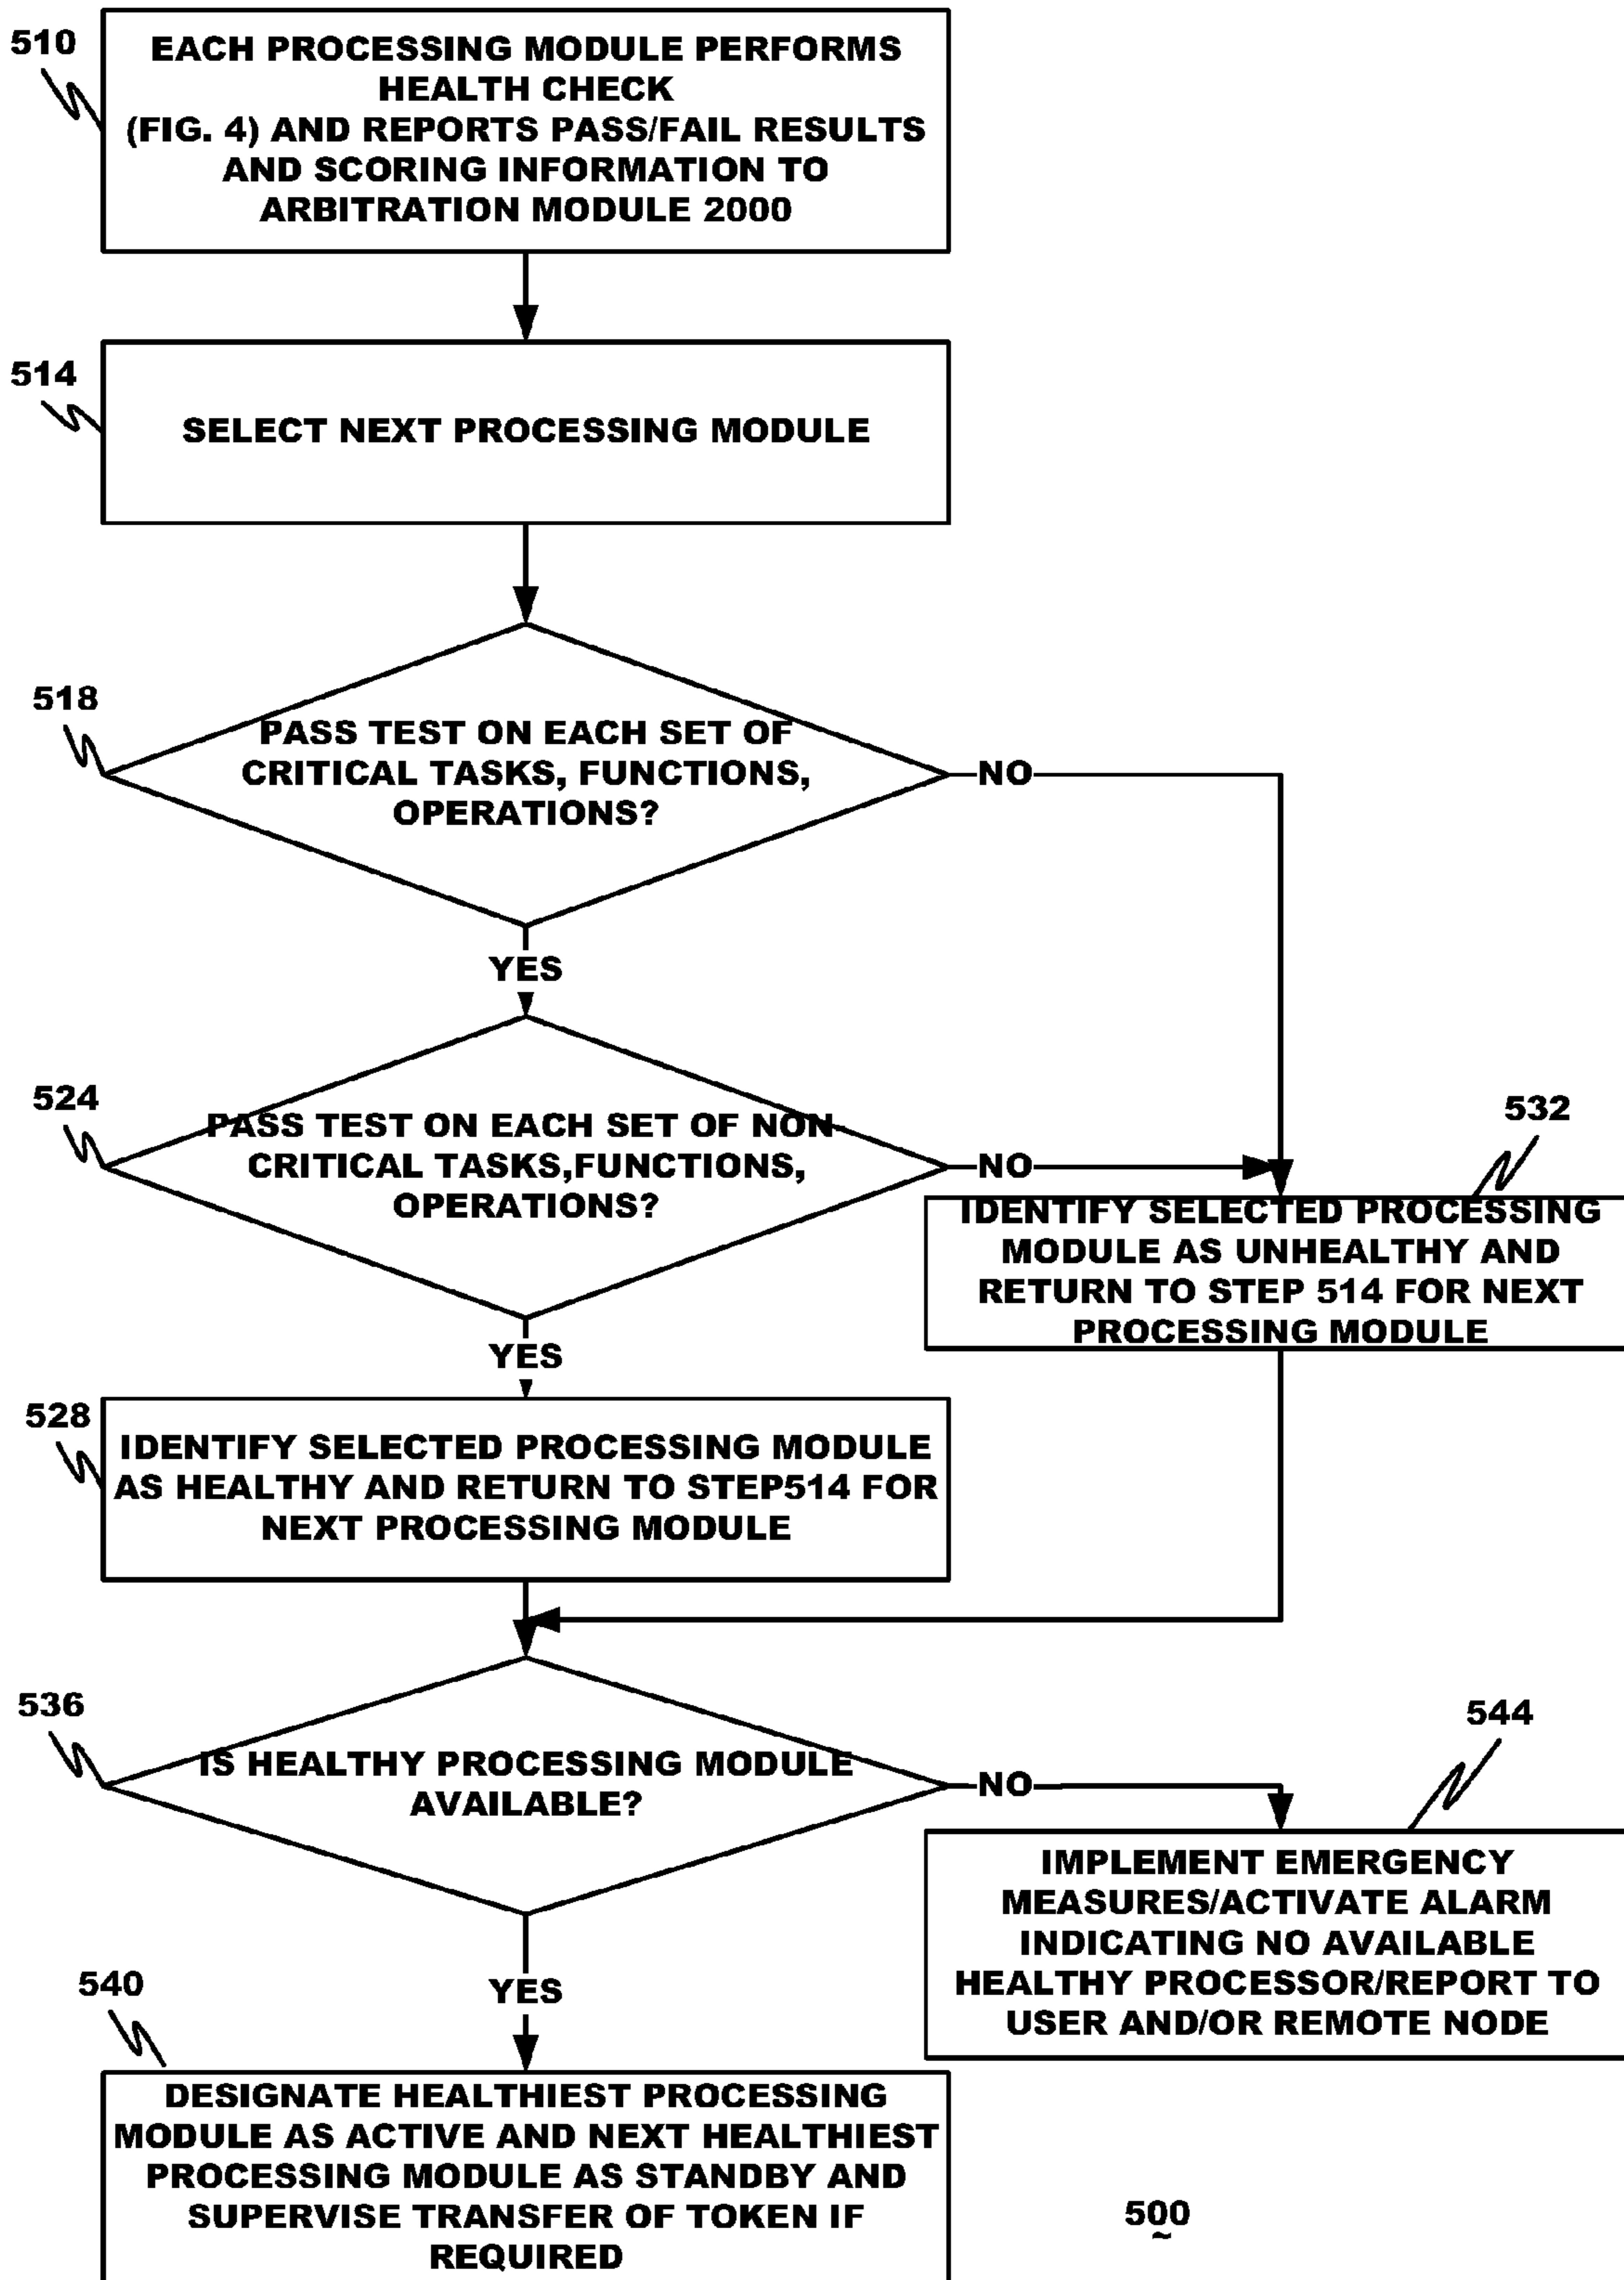 510
EACH PROCESSING MODULE PERFORMS
HEALTH CHECK
(FIG. 4) AND REPORTS PASS/FAIL RESULTS
AND SCORING INFORMATION TO
ARBITRATION MODULE 2000
514
SELECT NEXT PROCESSING MODULE
518
PASS TEST ON EACH SET OF
CRITICAL TASKS, FUNCTIONS,
OPERATIONS?
NO
YES
524
PASS TEST ON EACH SET OF NON
CRITICAL TASKS,FUNCTIONS,
OPERATIONS?
NO
532
IDENTIFY SELECTED PROCESSING
MODULE AS UNHEALTHY AND
RETURN TO STEP 514 FOR NEXT
PROCESSING MODULE
YES
528
IDENTIFY SELECTED PROCESSING MODULE
AS HEALTHY AND RETURN TO STEP514 FOR
NEXT PROCESSING MODULE
536
IS HEALTHY PROCESSING MODULE
AVAILABLE?
NO
544
IMPLEMENT EMERGENCY
MEASURES/ACTIVATE ALARM
INDICATING NO AVAILABLE
HEALTHY PROCESSOR/REPORT TO
USER AND/OR REMOTE NODE
YES
540
DESIGNATE HEALTHIEST PROCESSING
MODULE AS ACTIVE AND NEXT HEALTHIEST
PROCESSING MODULE AS STANDBY AND
SUPERVISE TRANSFER OF TOKEN IF
REQUIRED
500
~